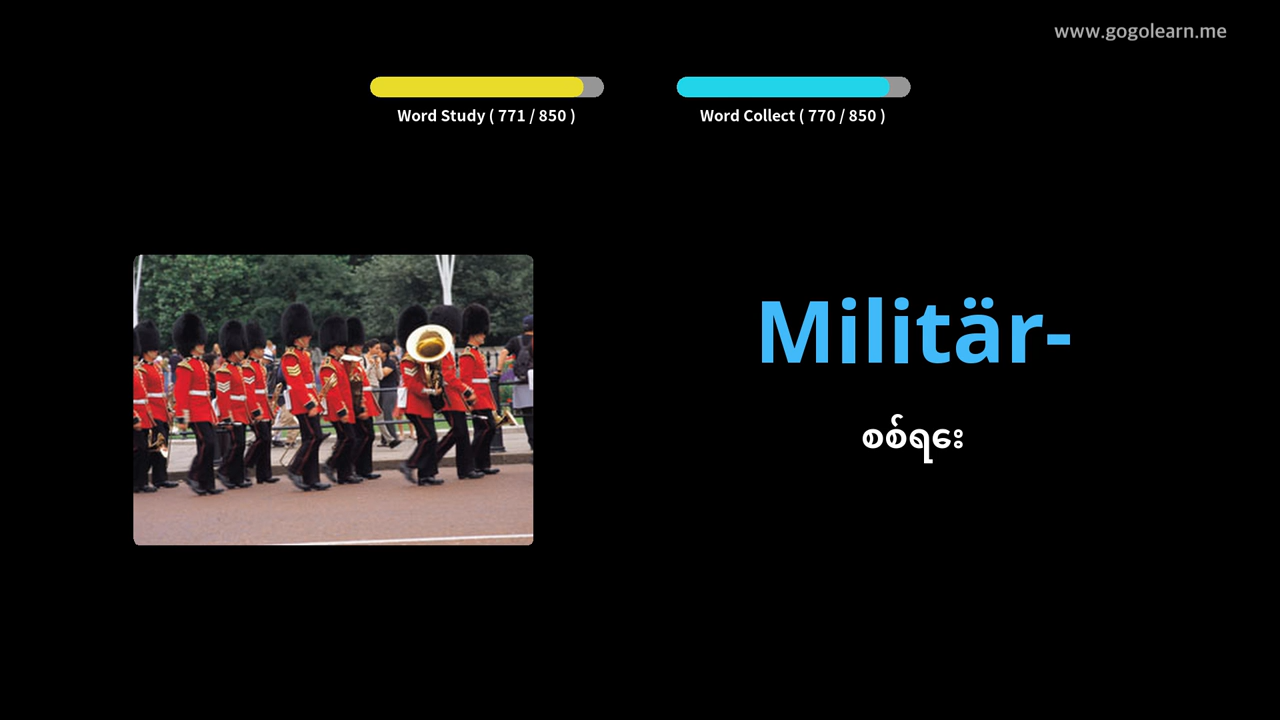 www.gogolearn.me
Word Study ( 771 / 850 )
Word Collect ( 770 / 850 )
Militär-
စစ်ရေး